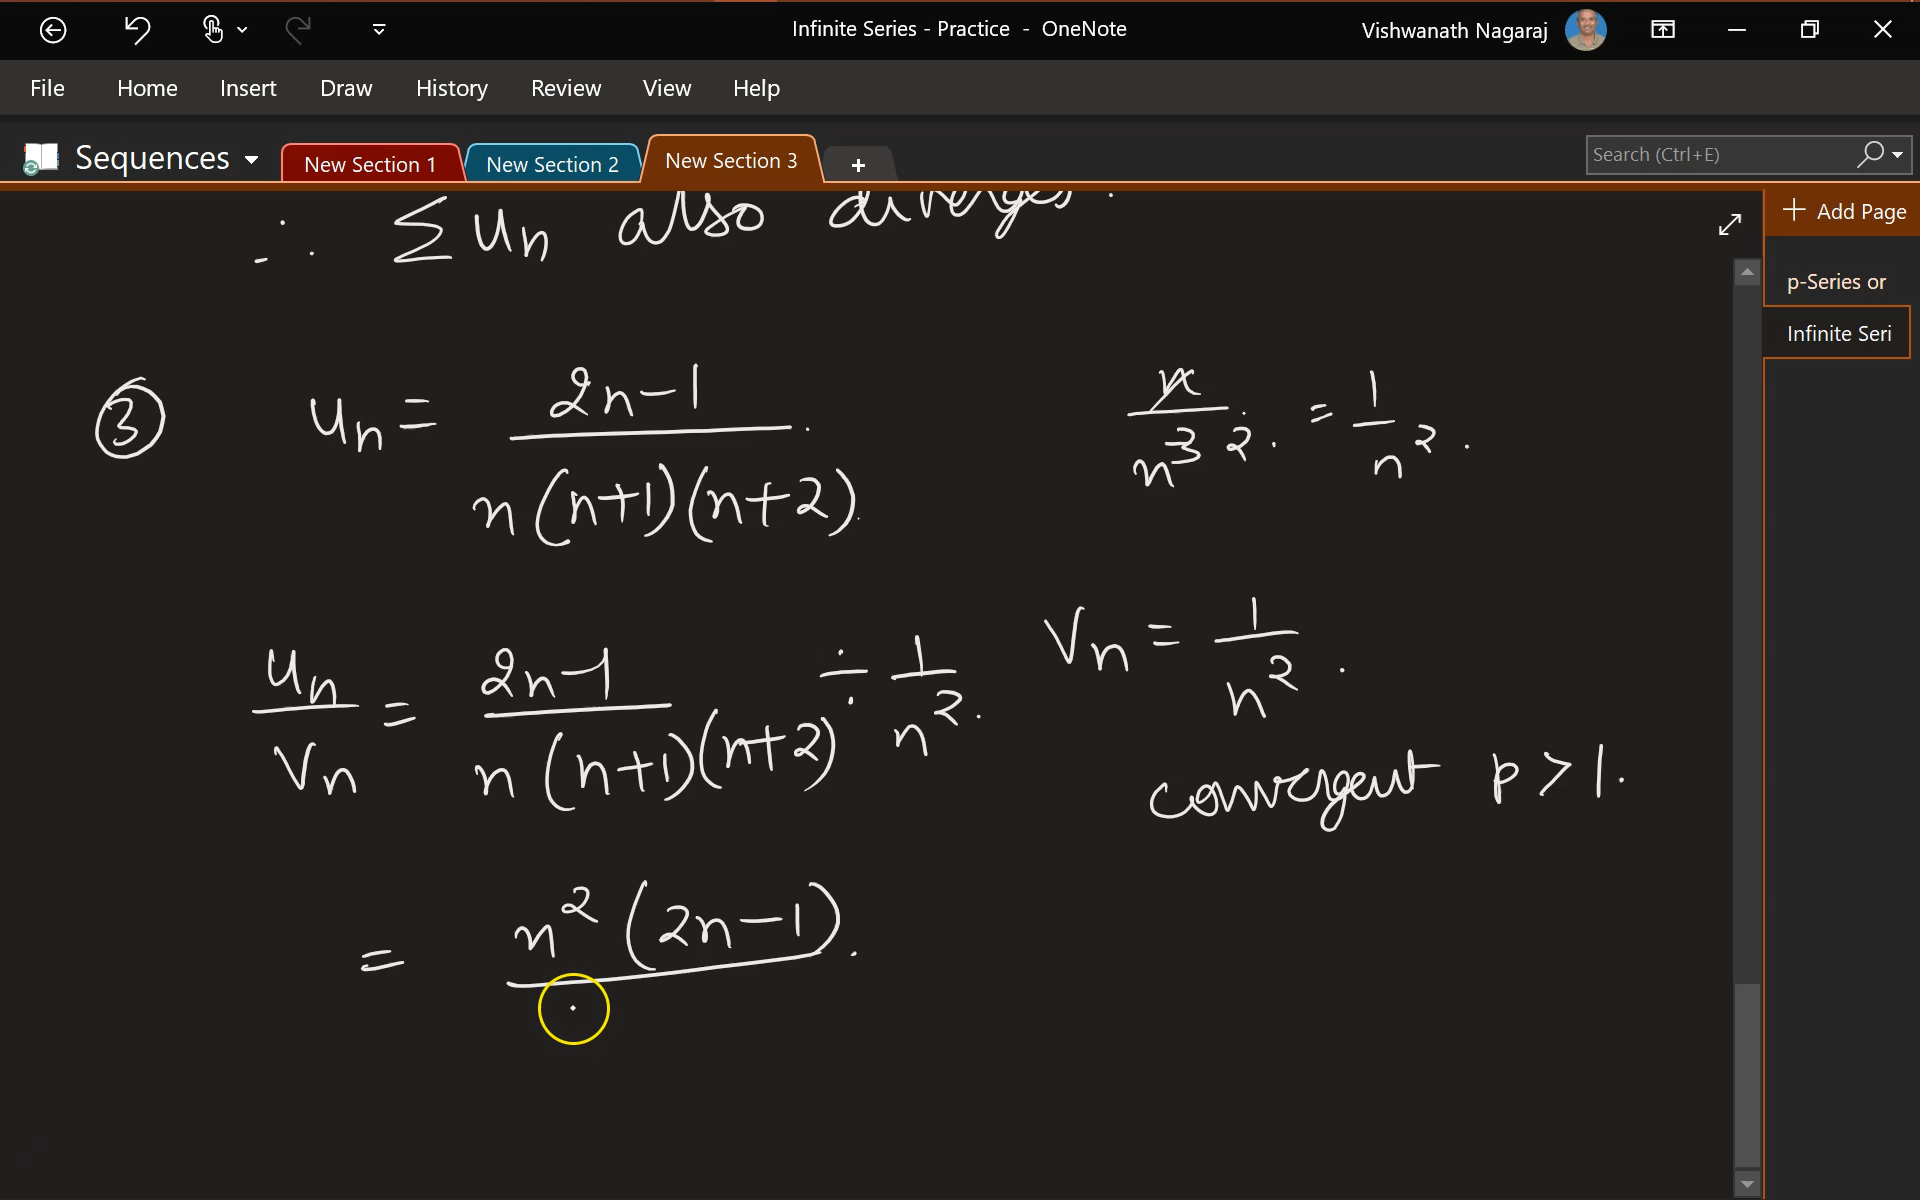 Infinite Series - Practice - OneNote
Vishwanath Nagaraj
File Home Insert Draw History Review View Help
Sequences
New Section 1
New Section 2
New Section 3
+
Search (Ctrl+E)
+ Add Page
p-Series or
Infinite Seri
∴ ∑ un also diverges.
③ un = (2n-1) / n(n+1)(n+2)
n/n³ 2. = 1/n².
un/vn = (2n-1) / n(n+1)(n+2) ÷ 1/n².
vn = 1/n².
convergent p > 1.
= n²(2n-1).